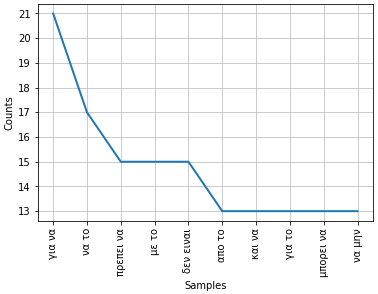 21
20
19
18
17
16
15
14
13
Counts
για να
να το
πρεπει να
με το
δεν ειναι
απο το
και να
για το
μπορει να
να μην
Samples